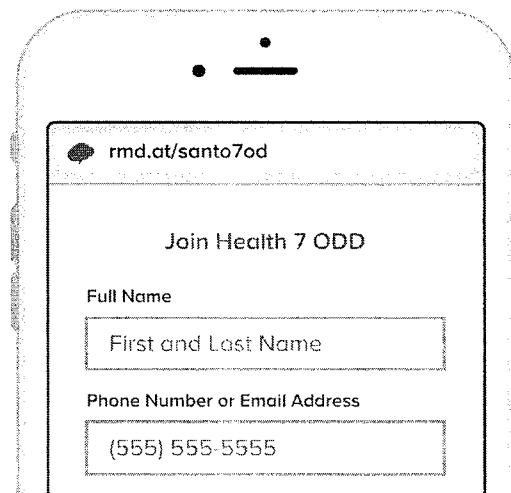 rmd.at/santo7od
Join Health 7 ODD
Full Name
First and Last Name
Phone Number or Email Address
(555) 555-5555